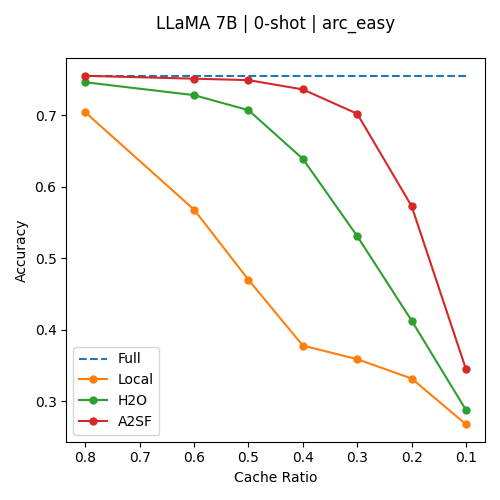 LLaMA 7B | 0-shot | arc_easy
0.7
0.6
0.5
0.4
0.3
Accuracy
Full
Local
H2O
A2SF
0.8 0.7 0.6 0.5 0.4 0.3 0.2 0.1
Cache Ratio